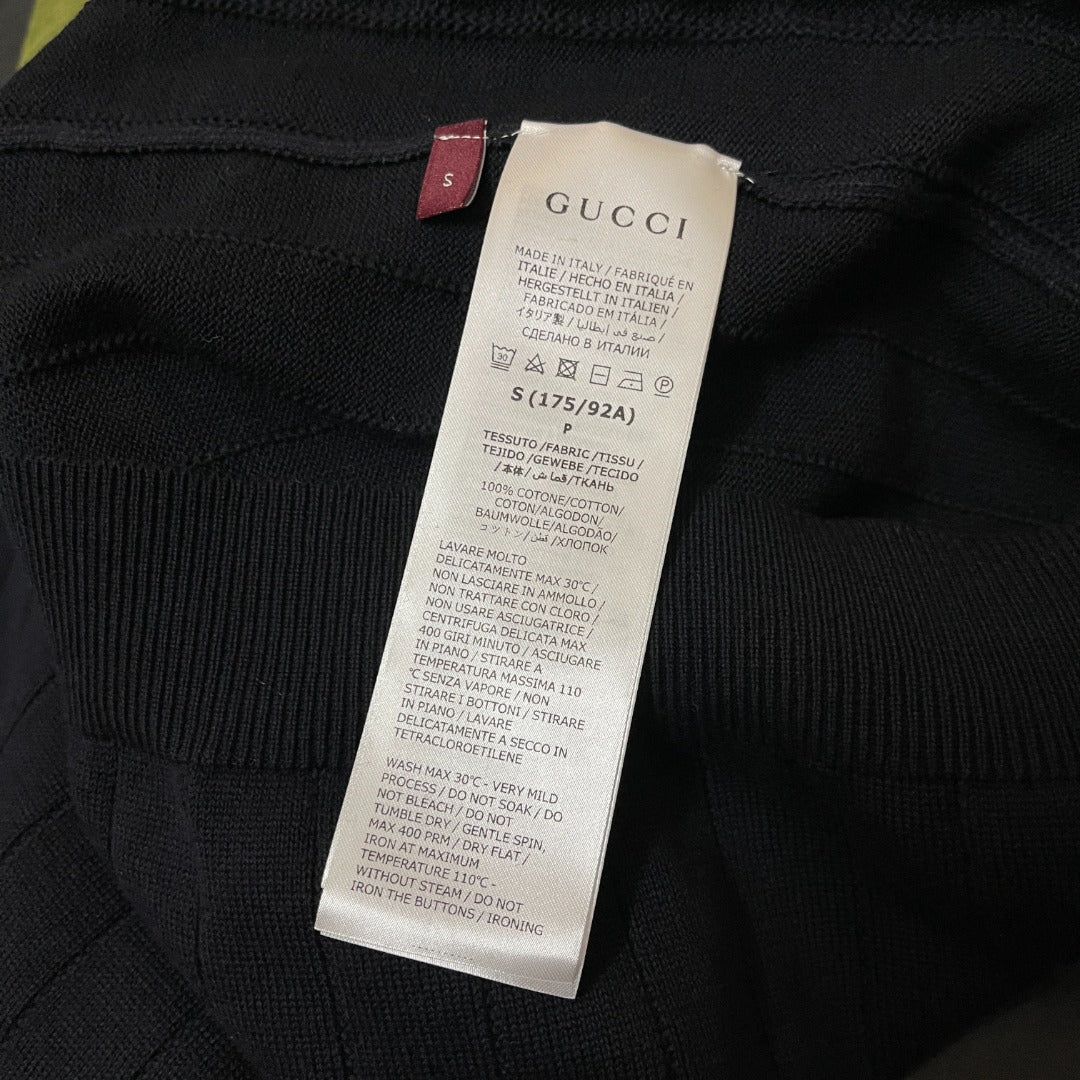 S
GUCCI
MADE IN ITALY / FABRIQUÉ EN
ITALIE / HECHO EN ITALIA /
HERGESTELLT IN ITALIEN /
FABRICADO EM ITÁLIA /
イタリア製 / صنع في إيطاليا /
СДЕЛАНО В ИТАЛИИ
30
P
S (175/92A)
P
TESSUTO /FABRIC /TISSU /
TEJIDO /GEWEBE /TECIDO
/本体/ قماش /ТКАНЬ
100% COTONE/COTTON/
COTON/ALGODON/
BAUMWOLLE/ALGODÃO/
コットン/قطن/ХЛОПОК
LAVARE MOLTO
DELICATAMENTE MAX 30°C /
NON LASCIARE IN AMMOLLO /
NON TRATTARE CON CLORO /
NON USARE ASCIUGATRICE /
CENTRIFUGA DELICATA MAX
400 GIRI MINUTO / ASCIUGARE
IN PIANO / STIRARE A
TEMPERATURA MASSIMA 110
°C SENZA VAPORE / NON
STIRARE I BOTTONI / STIRARE
IN PIANO / LAVARE
DELICATAMENTE A SECCO IN
TETRACLOROETILENE
WASH MAX 30°C - VERY MILD
PROCESS / DO NOT SOAK / DO
NOT BLEACH / DO NOT
TUMBLE DRY / GENTLE SPIN,
MAX 400 PRM / DRY FLAT /
IRON AT MAXIMUM
TEMPERATURE 110°C -
WITHOUT STEAM / DO NOT
IRON THE BUTTONS / IRONING